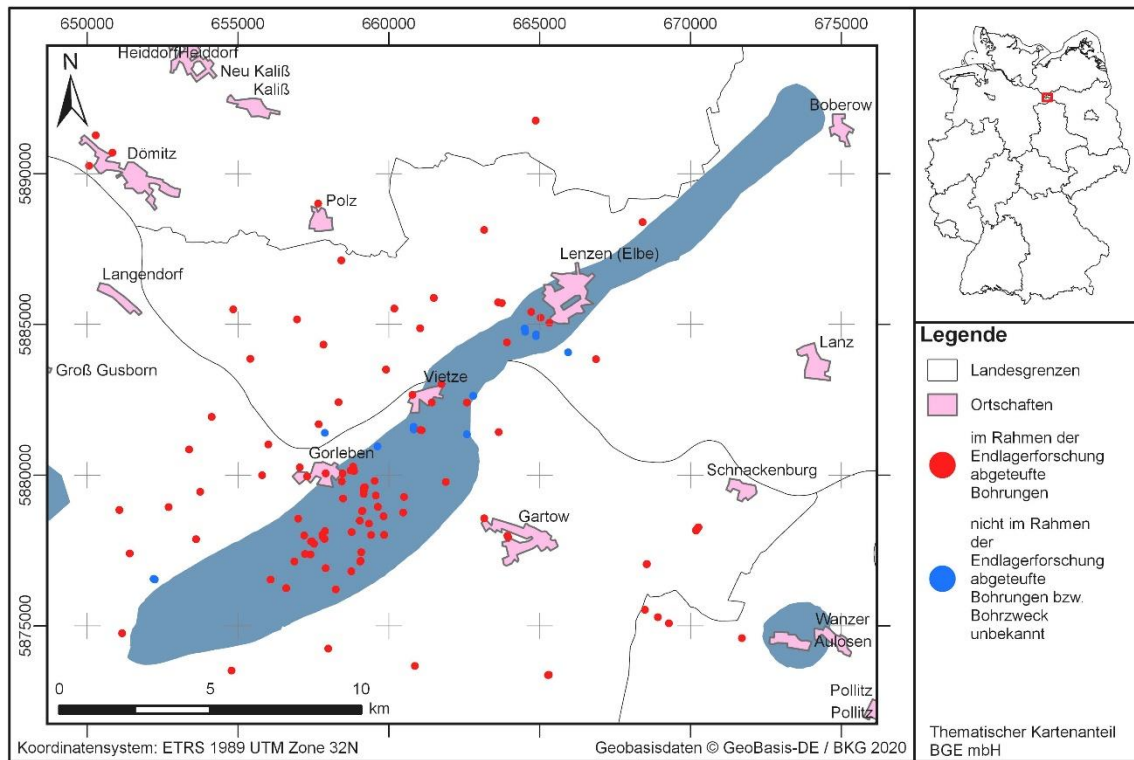 650000 655000 660000 665000 670000 675000
N
HeiddorfHeiddorf
Neu Kaliß
Kaliß
Boberow
5890000
Dömitz
Polz
Lenzen (Elbe)
Langendorf
5885000
Lanz
Groß Gusborn
Vietze
Gorleben
5880000
Schnackenburg
Gartow
5875000
Wanzer
Aulosen
Pollitz
Pollitz
0 5 10
km
Koordinatensystem: ETRS 1989 UTM Zone 32N
Geobasisdaten © GeoBasis-DE / BKG 2020
Legende
Landesgrenzen
Ortschaften
im Rahmen der
Endlagerforschung
abgeteufte
Bohrungen
nicht im Rahmen
der
Endlagerforschung
abgeteufte
Bohrungen bzw.
Bohrzweck
unbekannt
Thematischer Kartenanteil
BGE mbH